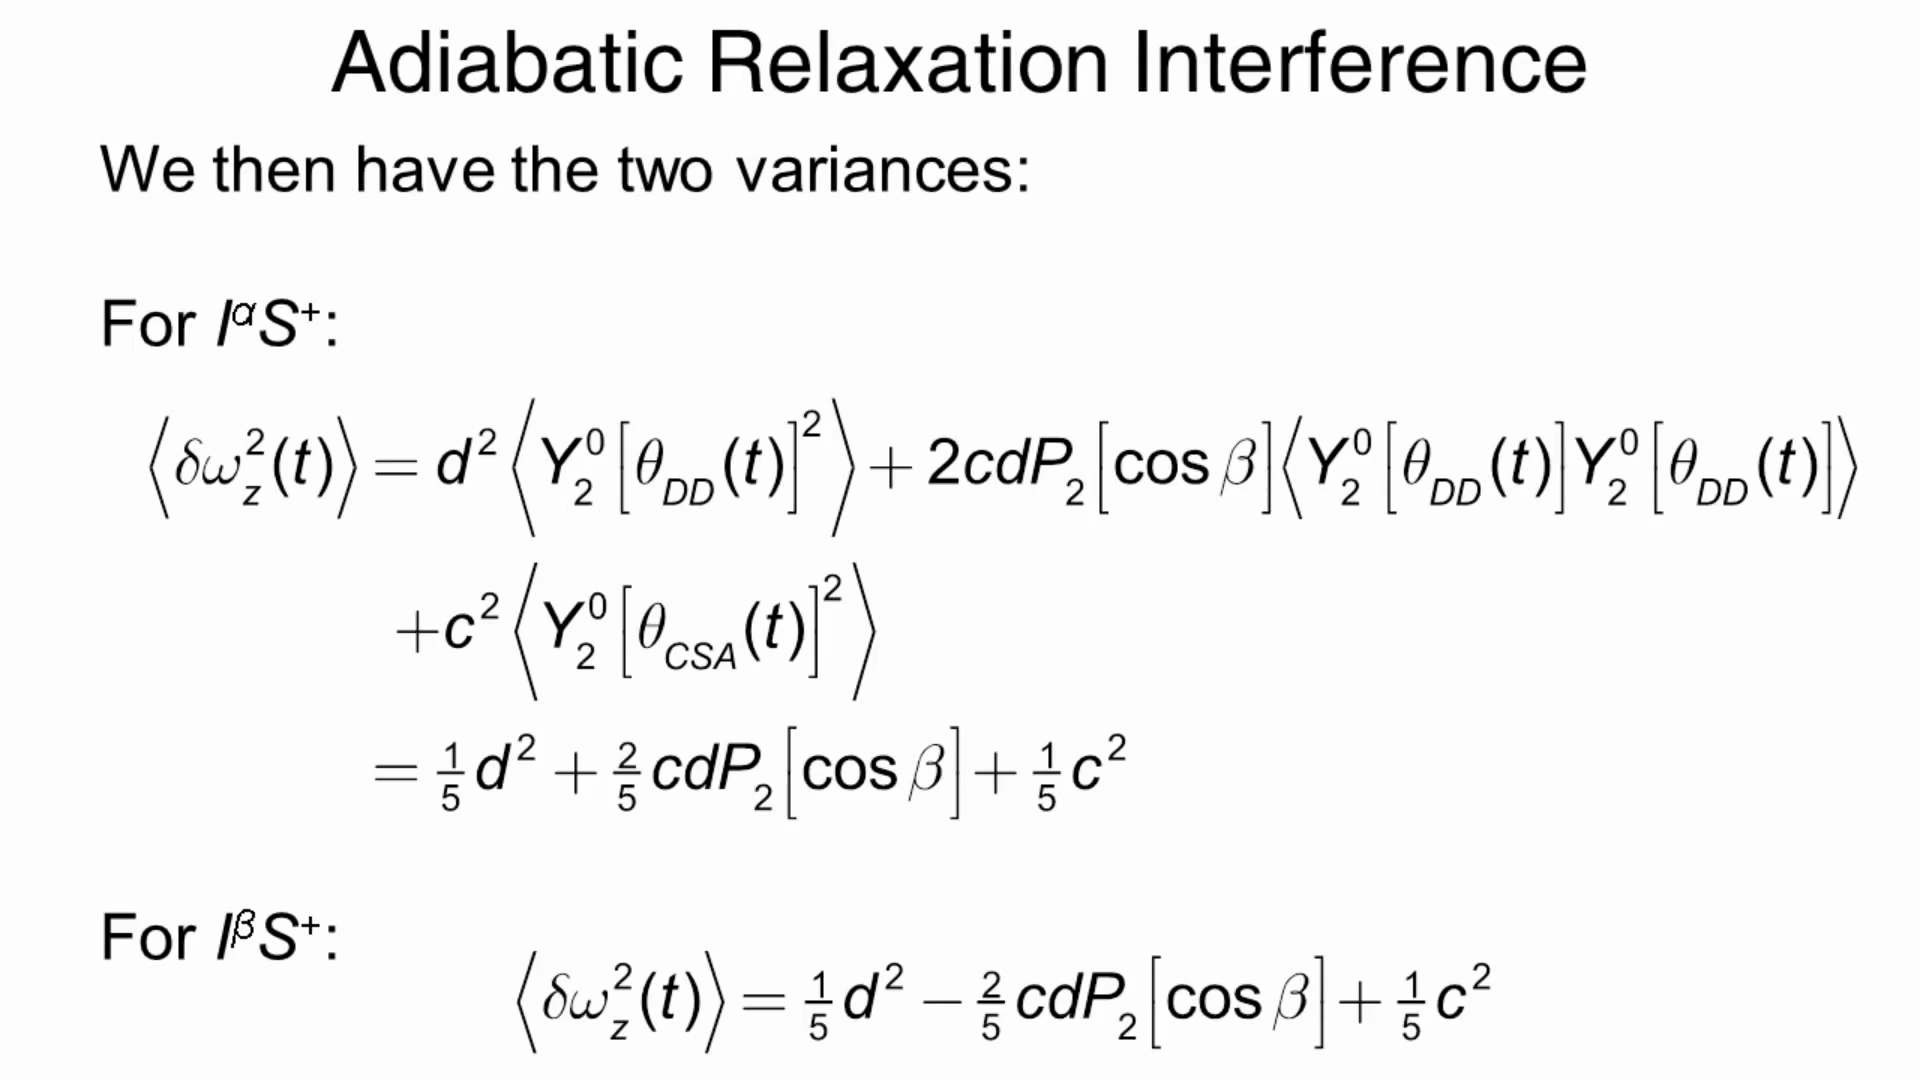 Adiabatic Relaxation Interference
We then have the two variances:
For I^α S^+:
⟨δω_z^2(t)⟩ = d^2⟨Y_2^0[θ_DD(t)]^2⟩ + 2cdP_2[cos β]⟨Y_2^0[θ_DD(t)]Y_2^0[θ_DD(t)]⟩
+c^2⟨Y_2^0[θ_CSA(t)]^2⟩
= 1/5 d^2 + 2/5 cdP_2[cos β] + 1/5 c^2
For I^β S^+:
⟨δω_z^2(t)⟩ = 1/5 d^2 − 2/5 cdP_2[cos β] + 1/5 c^2